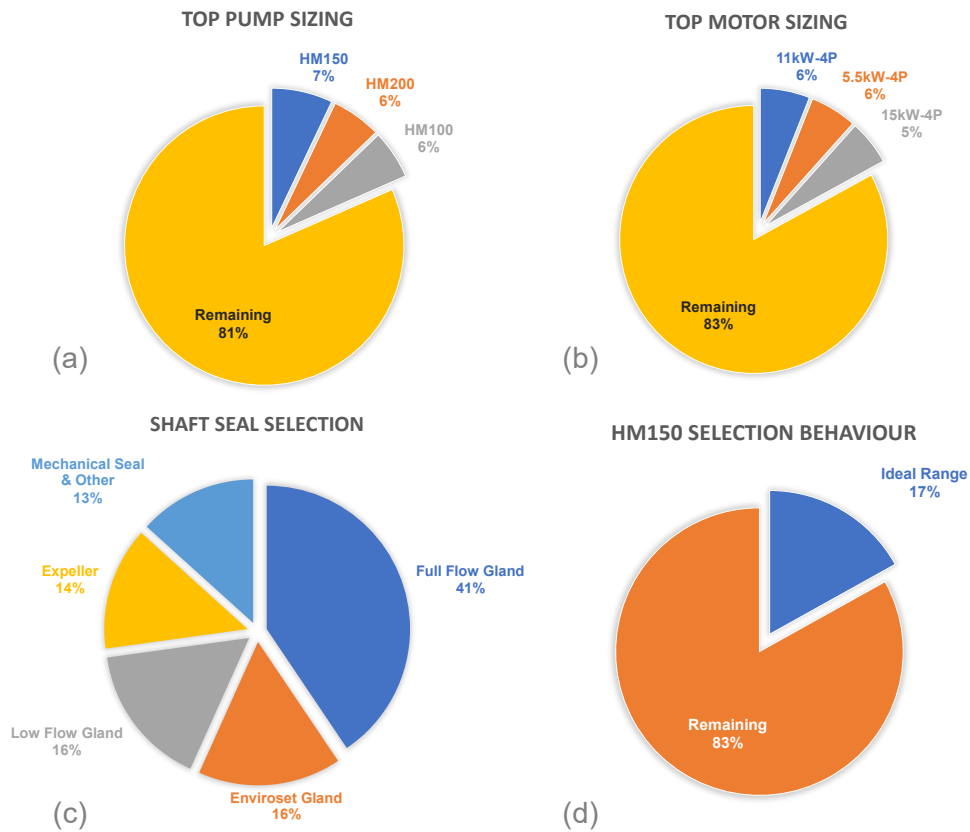 TOP PUMP SIZING
HM150
7%
HM200
6%
HM100
6%
Remaining
81%
(a)
TOP MOTOR SIZING
11kW-4P
6%
5.5kW-4P
6%
15kW-4P
5%
Remaining
83%
(b)
SHAFT SEAL SELECTION
Mechanical Seal
& Other
13%
Expeller
14%
Full Flow Gland
41%
Low Flow Gland
16%
Enviroset Gland
16%
(c)
HM150 SELECTION BEHAVIOUR
Ideal Range
17%
Remaining
83%
(d)